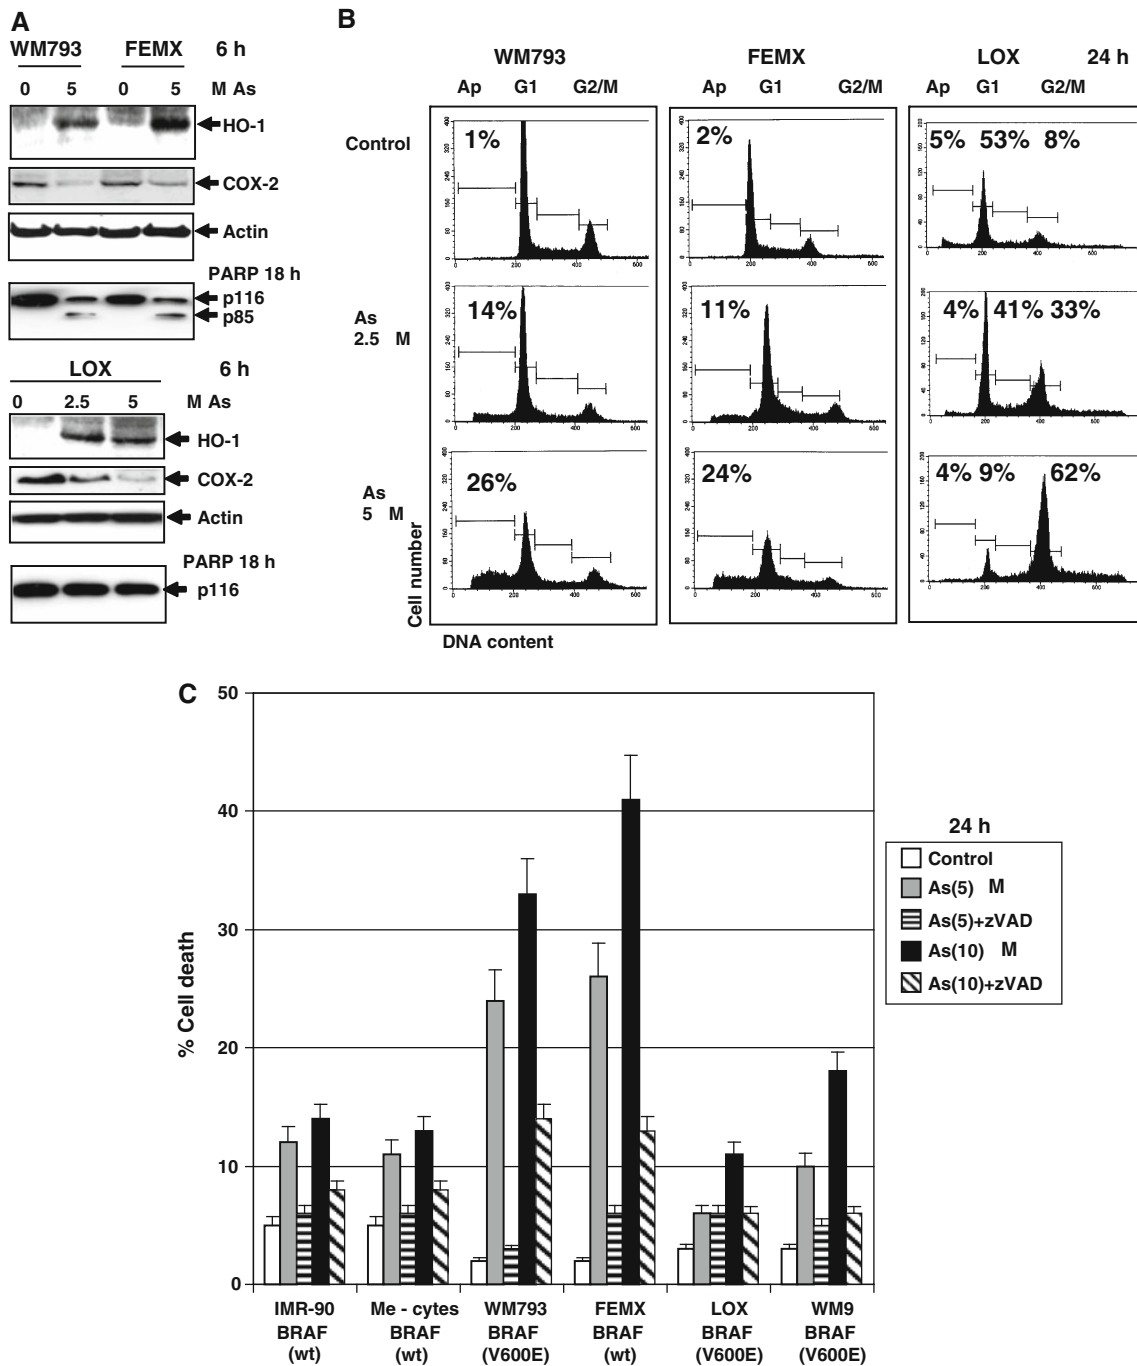 A
WM793 FEMX 6 h
0 5 0 5 M As
HO-1
COX-2
Actin
PARP 18 h
p116
p85
LOX 6 h
0 2.5 5 M As
HO-1
COX-2
Actin
PARP 18 h
p116
B
WM793 FEMX LOX 24 h
Ap G1 G2/M Ap G1 G2/M Ap G1 G2/M
Control 1% 2% 5% 53% 8%
As
2.5 M
14% 11% 4% 41% 33%
As
5 M
26% 24% 4% 9% 62%
Cell number
DNA content
C
50
40
30
20
10
0
% Cell death
IMR-90 Me - cytes WM793 FEMX LOX WM9
BRAF BRAF BRAF BRAF BRAF BRAF
(wt) (wt) (V600E) (wt) (V600E) (V600E)
24 h
Control
As(5) M
As(5)+zVAD
As(10) M
As(10)+zVAD